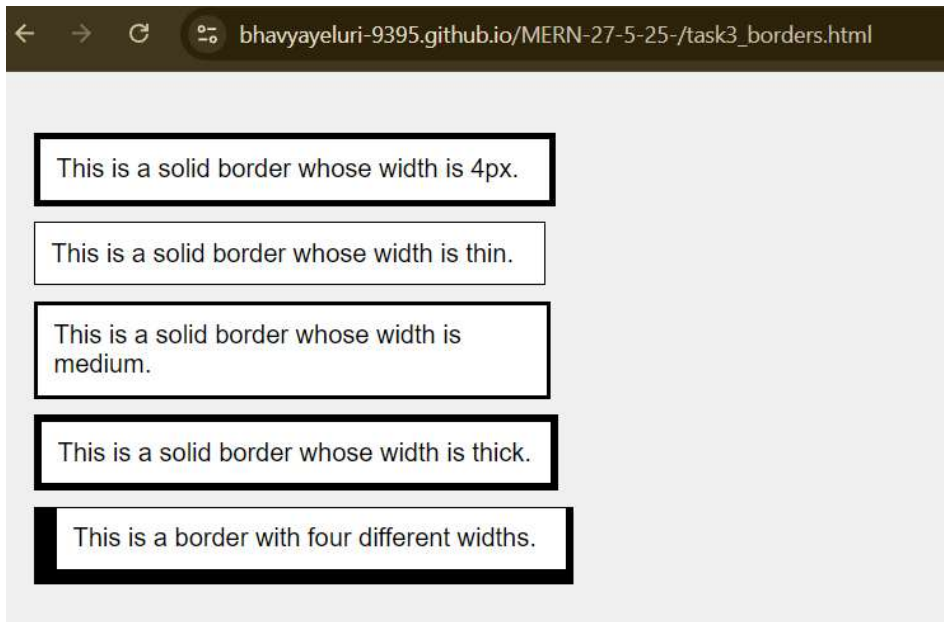 bhavyayeluri-9395.github.io/MERN-27-5-25-/task3_borders.html
This is a solid border whose width is 4px.
This is a solid border whose width is thin.
This is a solid border whose width is
medium.
This is a solid border whose width is thick.
This is a border with four different widths.